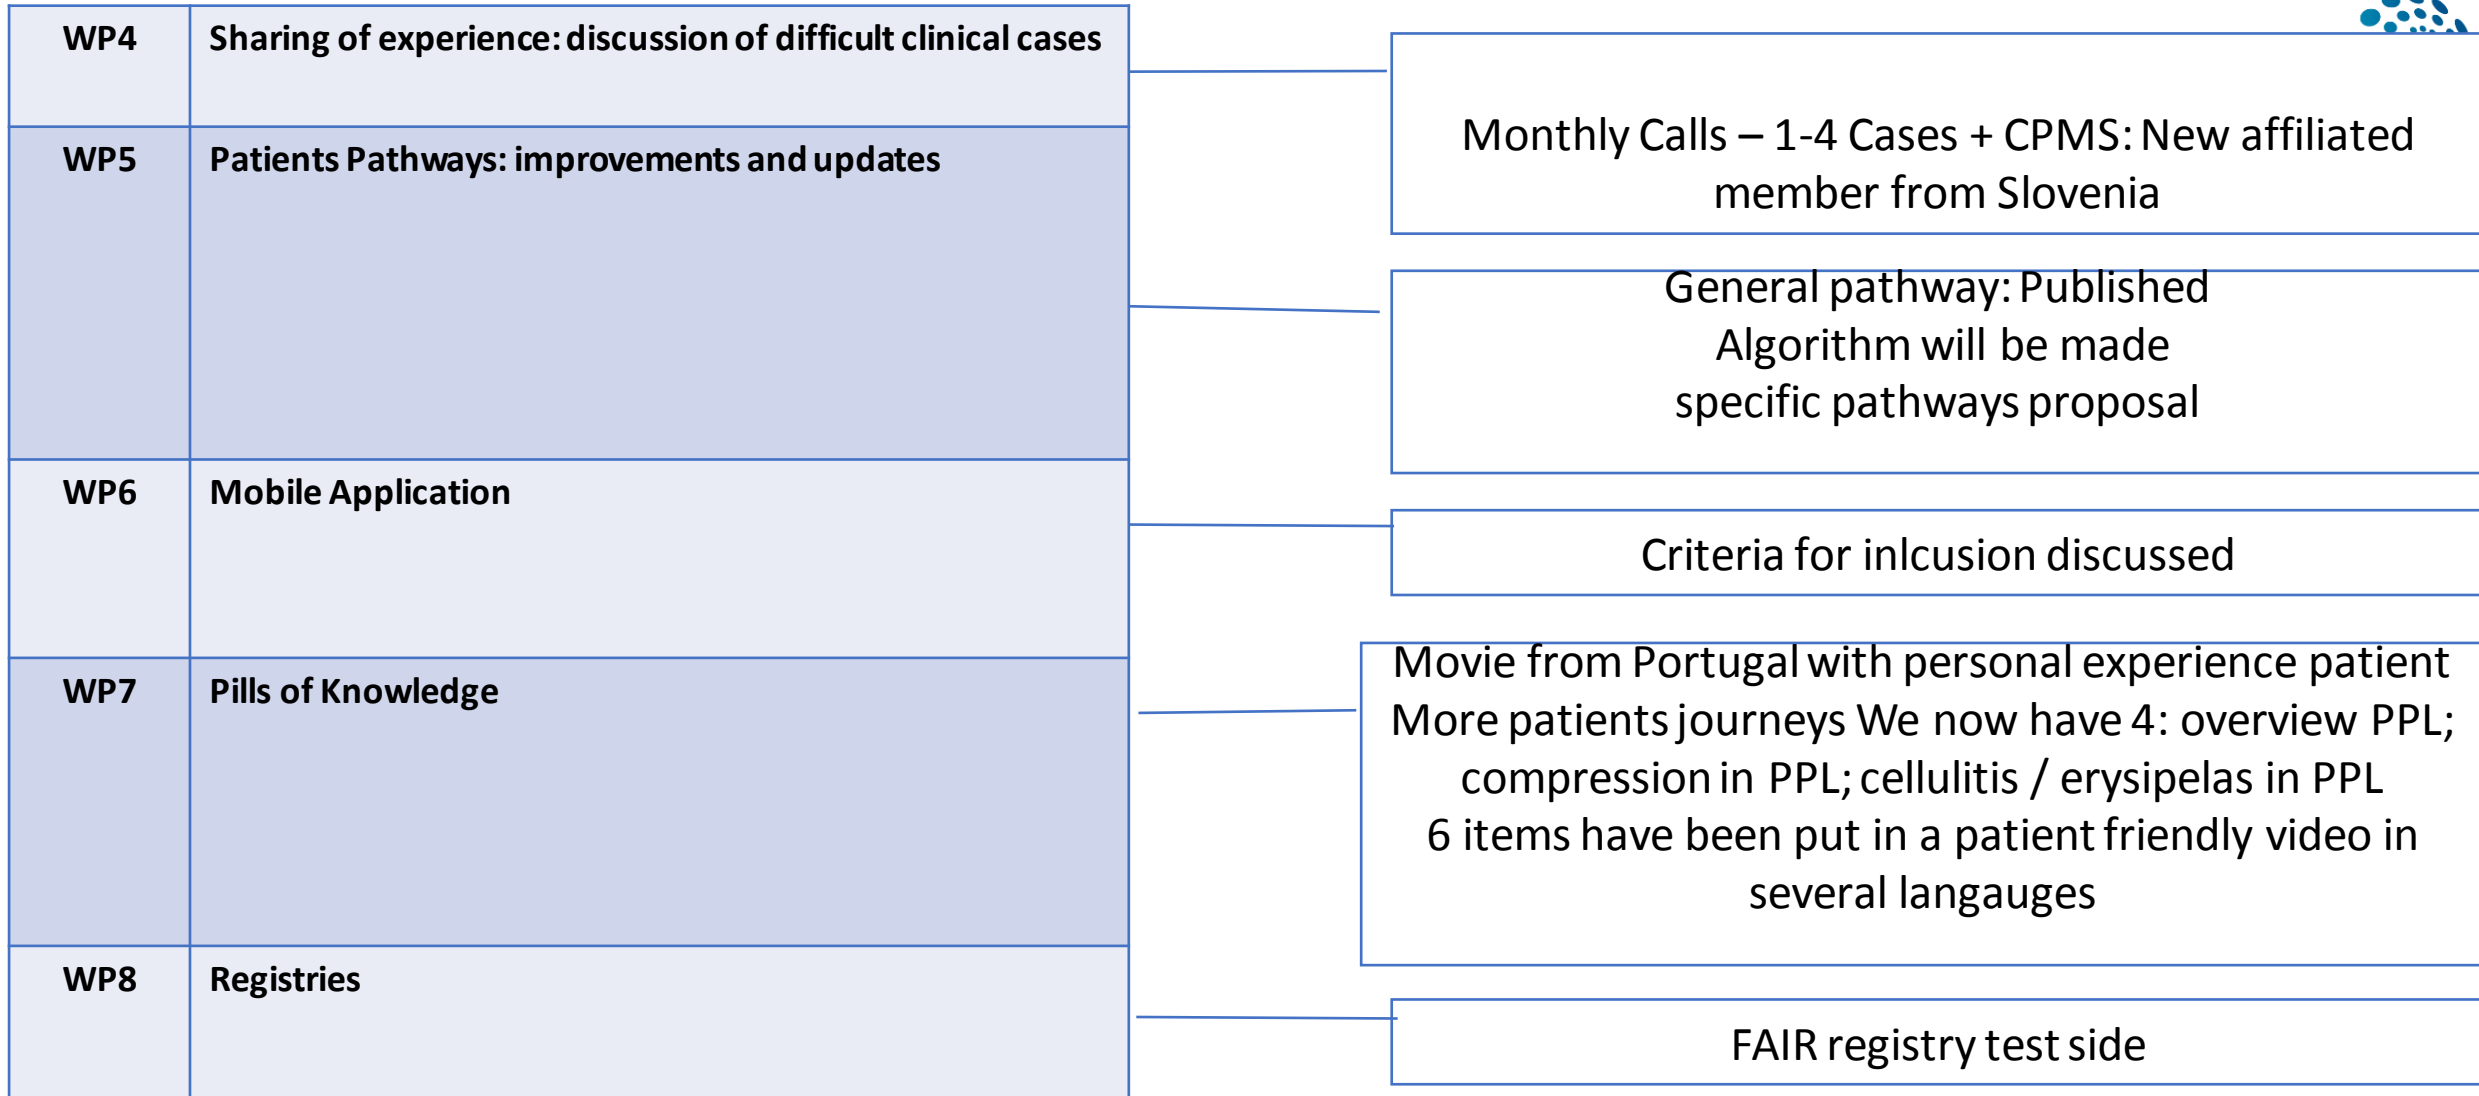 WP4 Sharing of experience: discussion of difficult clinical cases
Monthly Calls – 1-4 Cases + CPMS: New affiliated
member from Slovenia
WP5 Patients Pathways: improvements and updates
General pathway: Published
Algorithm will be made
specific pathways proposal
WP6 Mobile Application
Criteria for inlcusion discussed
WP7 Pills of Knowledge
Movie from Portugal with personal experience patient
More patients journeys We now have 4: overview PPL;
compression in PPL; cellulitis / erysipelas in PPL
6 items have been put in a patient friendly video in
several langauges
WP8 Registries
FAIR registry test side